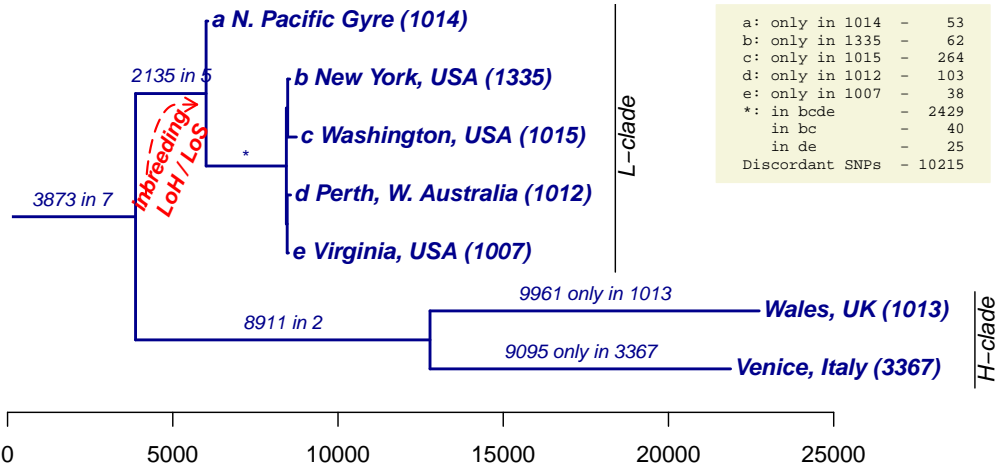 a N. Pacific Gyre (1014)
2135 in 5
b New York, USA (1335)
c Washington, USA (1015)
*
d Perth, W. Australia (1012)
e Virginia, USA (1007)
Inbreeding
LoH / LoS
3873 in 7
L−clade
a: only in 1014 − 53
b: only in 1335 − 62
c: only in 1015 − 264
d: only in 1012 − 103
e: only in 1007 − 38
*: in bcde − 2429
in bc − 40
in de − 25
Discordant SNPs − 10215
9961 only in 1013
Wales, UK (1013)
8911 in 2
9095 only in 3367
Venice, Italy (3367)
H−clade
0 5000 10000 15000 20000 25000